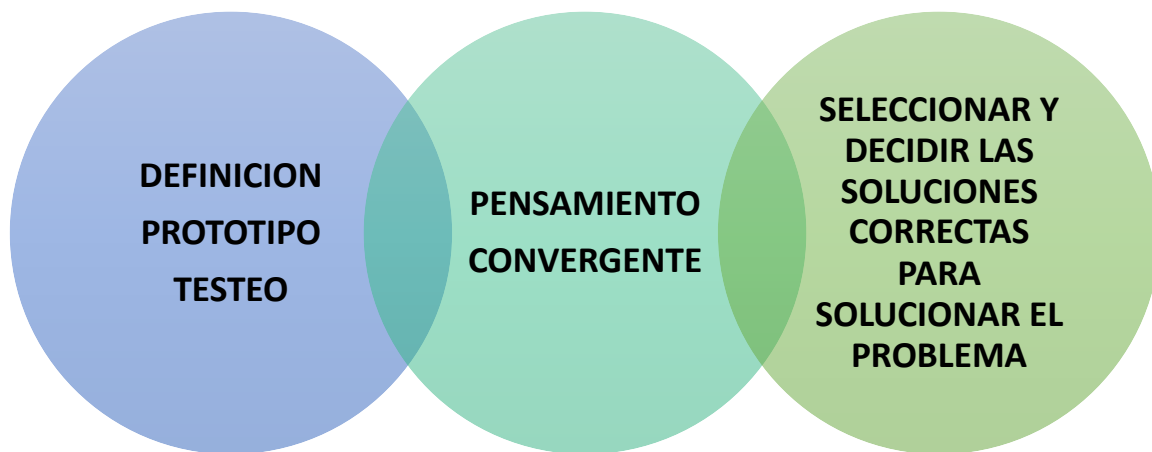 DEFINICION
PROTOTIPO
TESTEO
PENSAMIENTO
CONVERGENTE
SELECCIONAR Y
DECIDIR LAS
SOLUCIONES
CORRECTAS
PARA
SOLUCIONAR EL
PROBLEMA